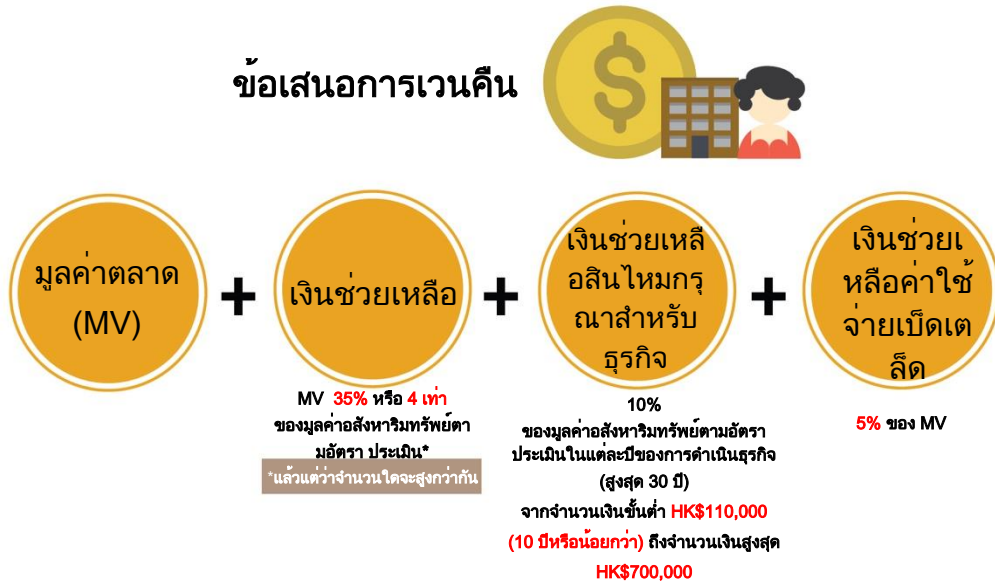 ข้อเสนอการเวนคืน
$
มูลค่าตลาด
(MV)
+
เงินช่วยเหลือ
+
เงินช่วยเหลื
อสินไหมกรุ
ณาสำหรับ
ธุรกิจ
+
เงินช่วยเ
หลือค่าใช้
จ่ายเบ็ดเต
ล็ด
MV 35% หรือ 4 เท่า
ของมูลค่าอสังหาริมทรัพย์ตา
มอัตรา ประเมิน*
*แล้วแต่ว่าจำนวนใดจะสูงกว่ากัน
10%
ของมูลค่าอสังหาริมทรัพย์ตามอัตรา
ประเมินในแต่ละปีของการดำเนินธุรกิจ
(สูงสุด 30 ปี)
จากจำนวนเงินขั้นต่ำ HK$110,000
(10 ปีหรือน้อยกว่า) ถึงจำนวนเงินสูงสุด
HK$700,000
5% ของ MV